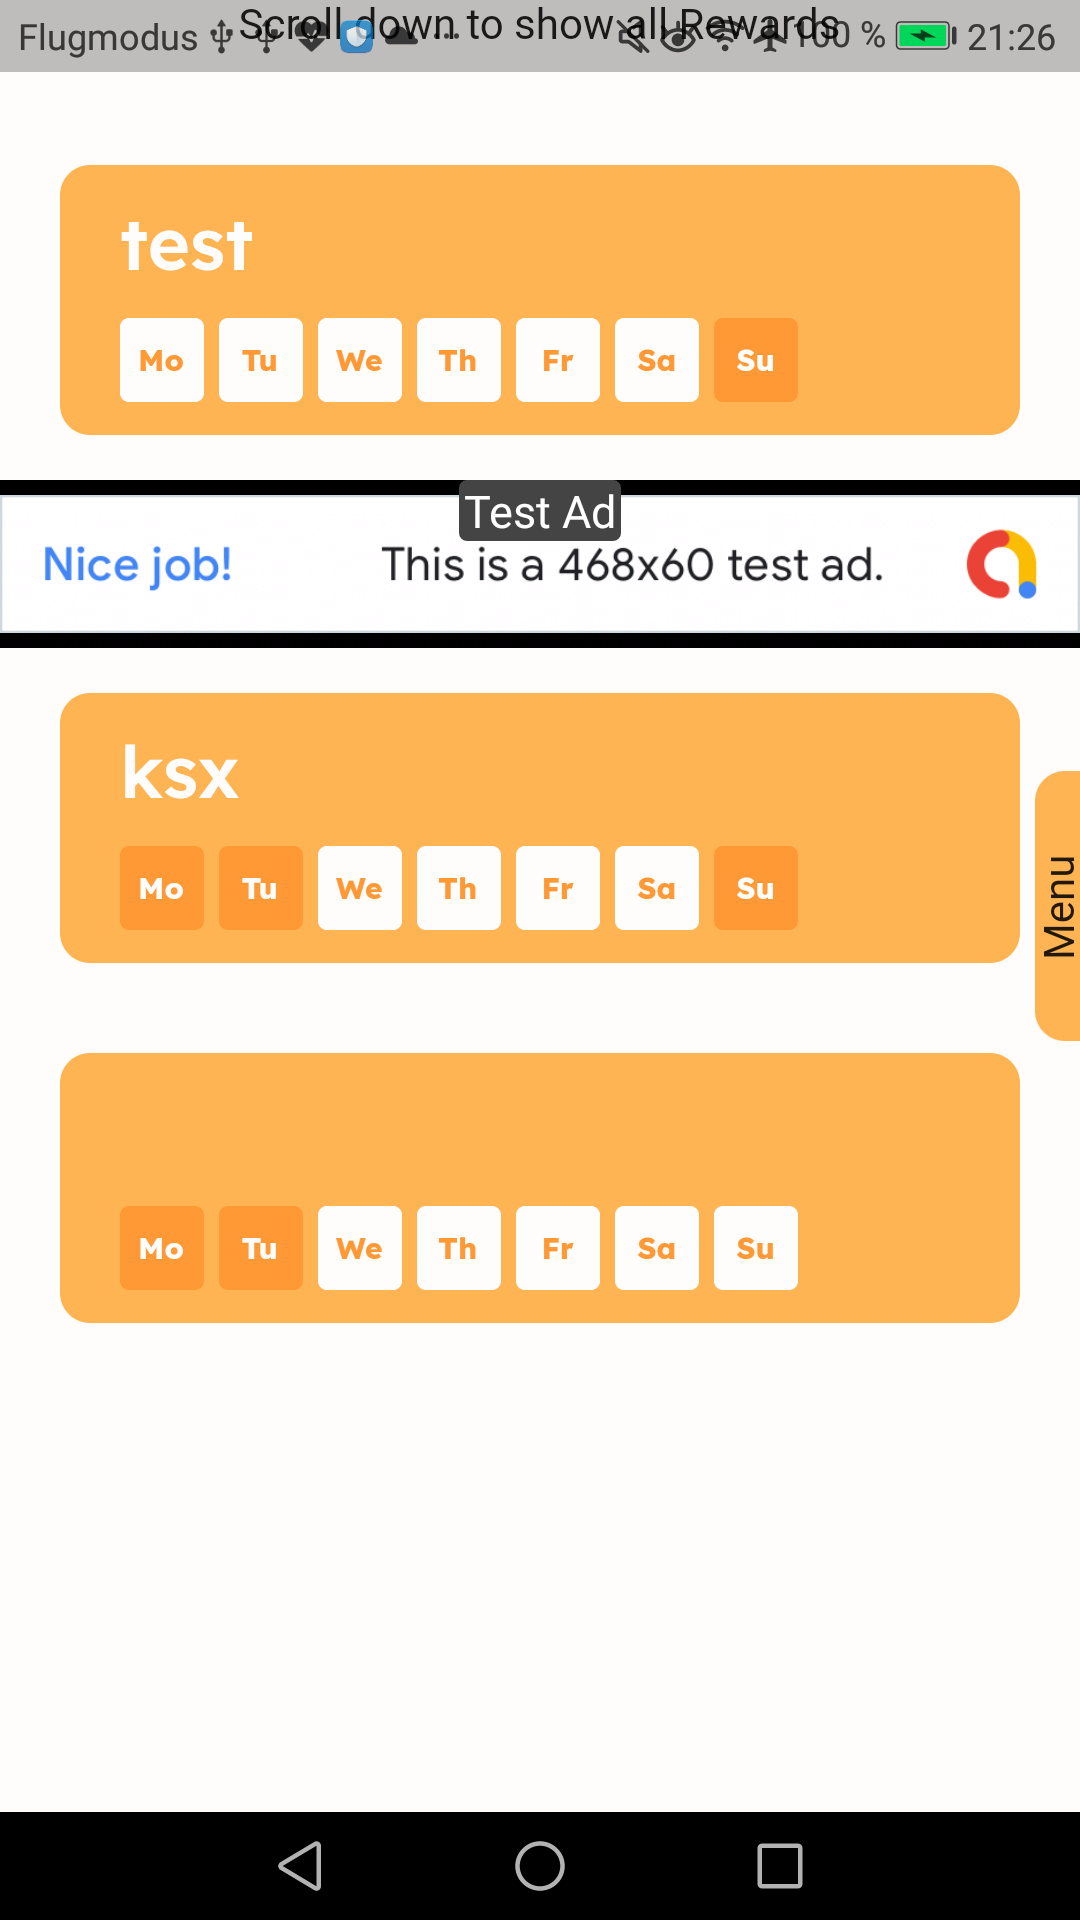 Scroll down to show all Rewards
Flugmodus 100 % 21:26
test
Mo Tu We Th Fr Sa Su
Test Ad
Nice job! This is a 468x60 test ad.
ksx
Mo Tu We Th Fr Sa Su
Menu
Mo Tu We Th Fr Sa Su